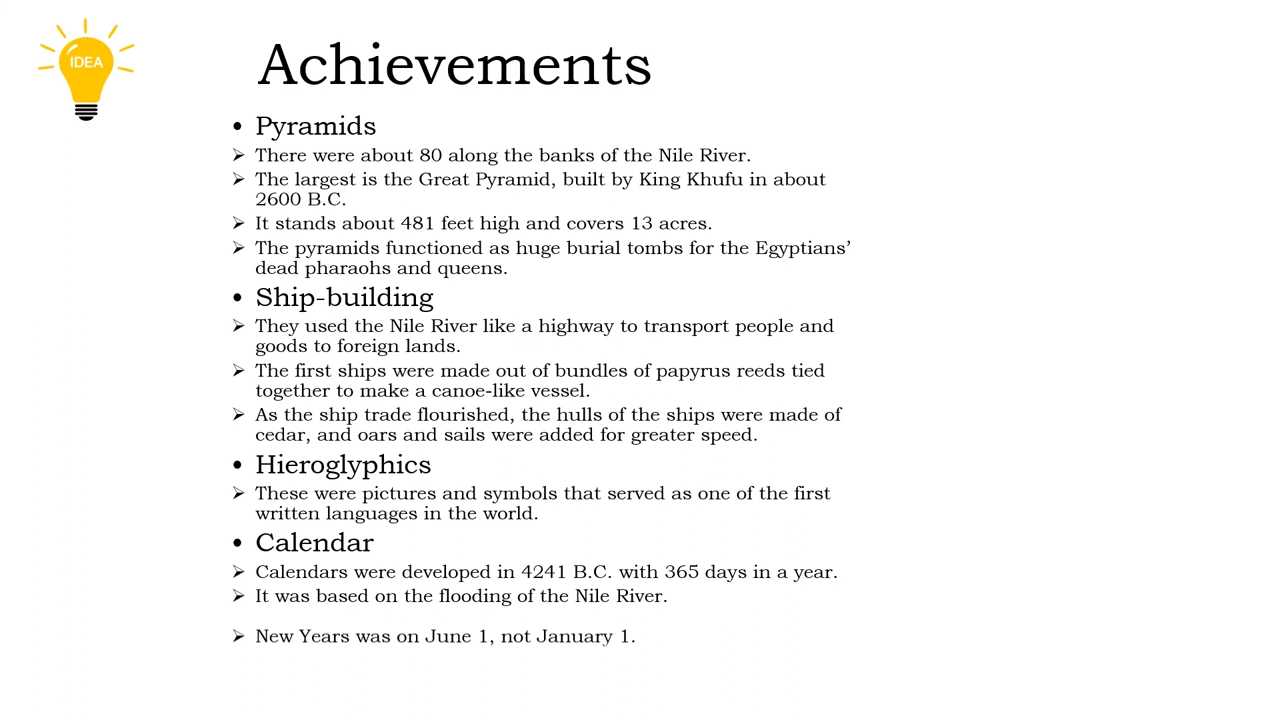 IDEA
Achievements
• Pyramids
➢ There were about 80 along the banks of the Nile River.
➢ The largest is the Great Pyramid, built by King Khufu in about
2600 B.C.
➢ It stands about 481 feet high and covers 13 acres.
➢ The pyramids functioned as huge burial tombs for the Egyptians’
dead pharaohs and queens.
• Ship-building
➢ They used the Nile River like a highway to transport people and
goods to foreign lands.
➢ The first ships were made out of bundles of papyrus reeds tied
together to make a canoe-like vessel.
➢ As the ship trade flourished, the hulls of the ships were made of
cedar, and oars and sails were added for greater speed.
• Hieroglyphics
➢ These were pictures and symbols that served as one of the first
written languages in the world.
• Calendar
➢ Calendars were developed in 4241 B.C. with 365 days in a year.
➢ It was based on the flooding of the Nile River.
➢ New Years was on June 1, not January 1.